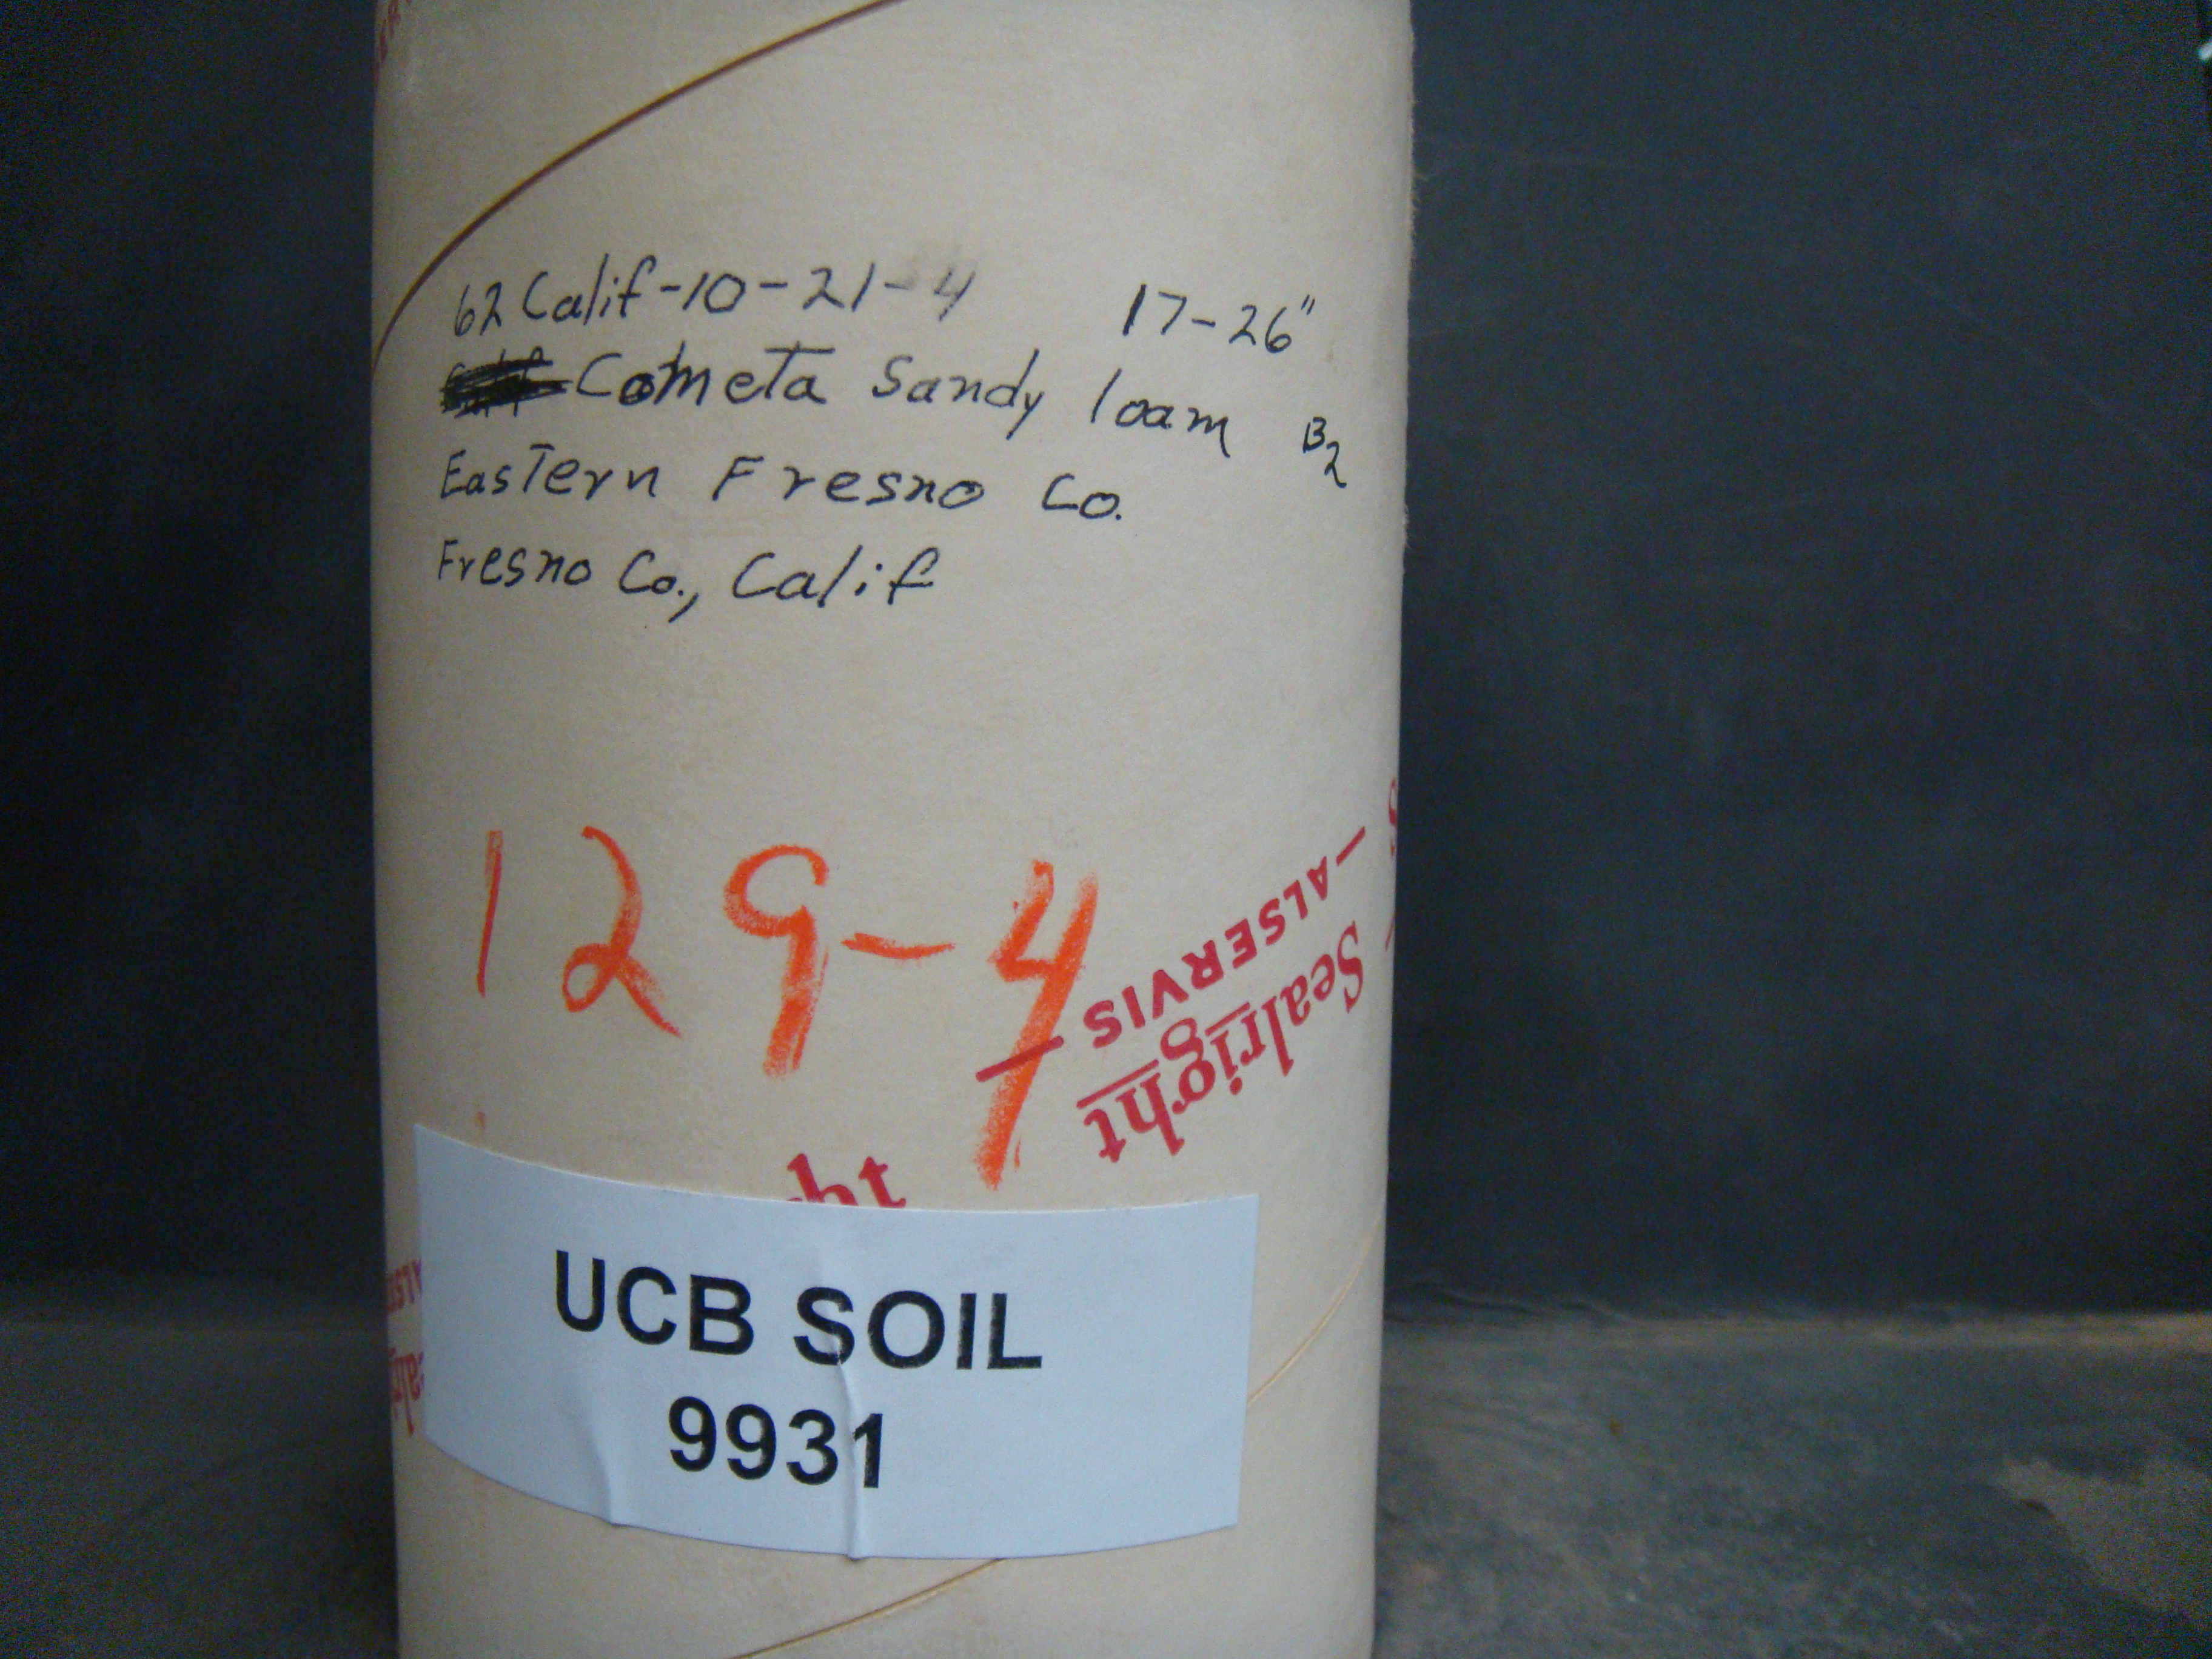 62 Calif-10-21-4 17-26"
Cometa Sandy loam B2
Eastern Fresno Co.
Fresno Co., Calif
129-4
—ALSERVIS—
Sealright
ht
UCB SOIL
9931